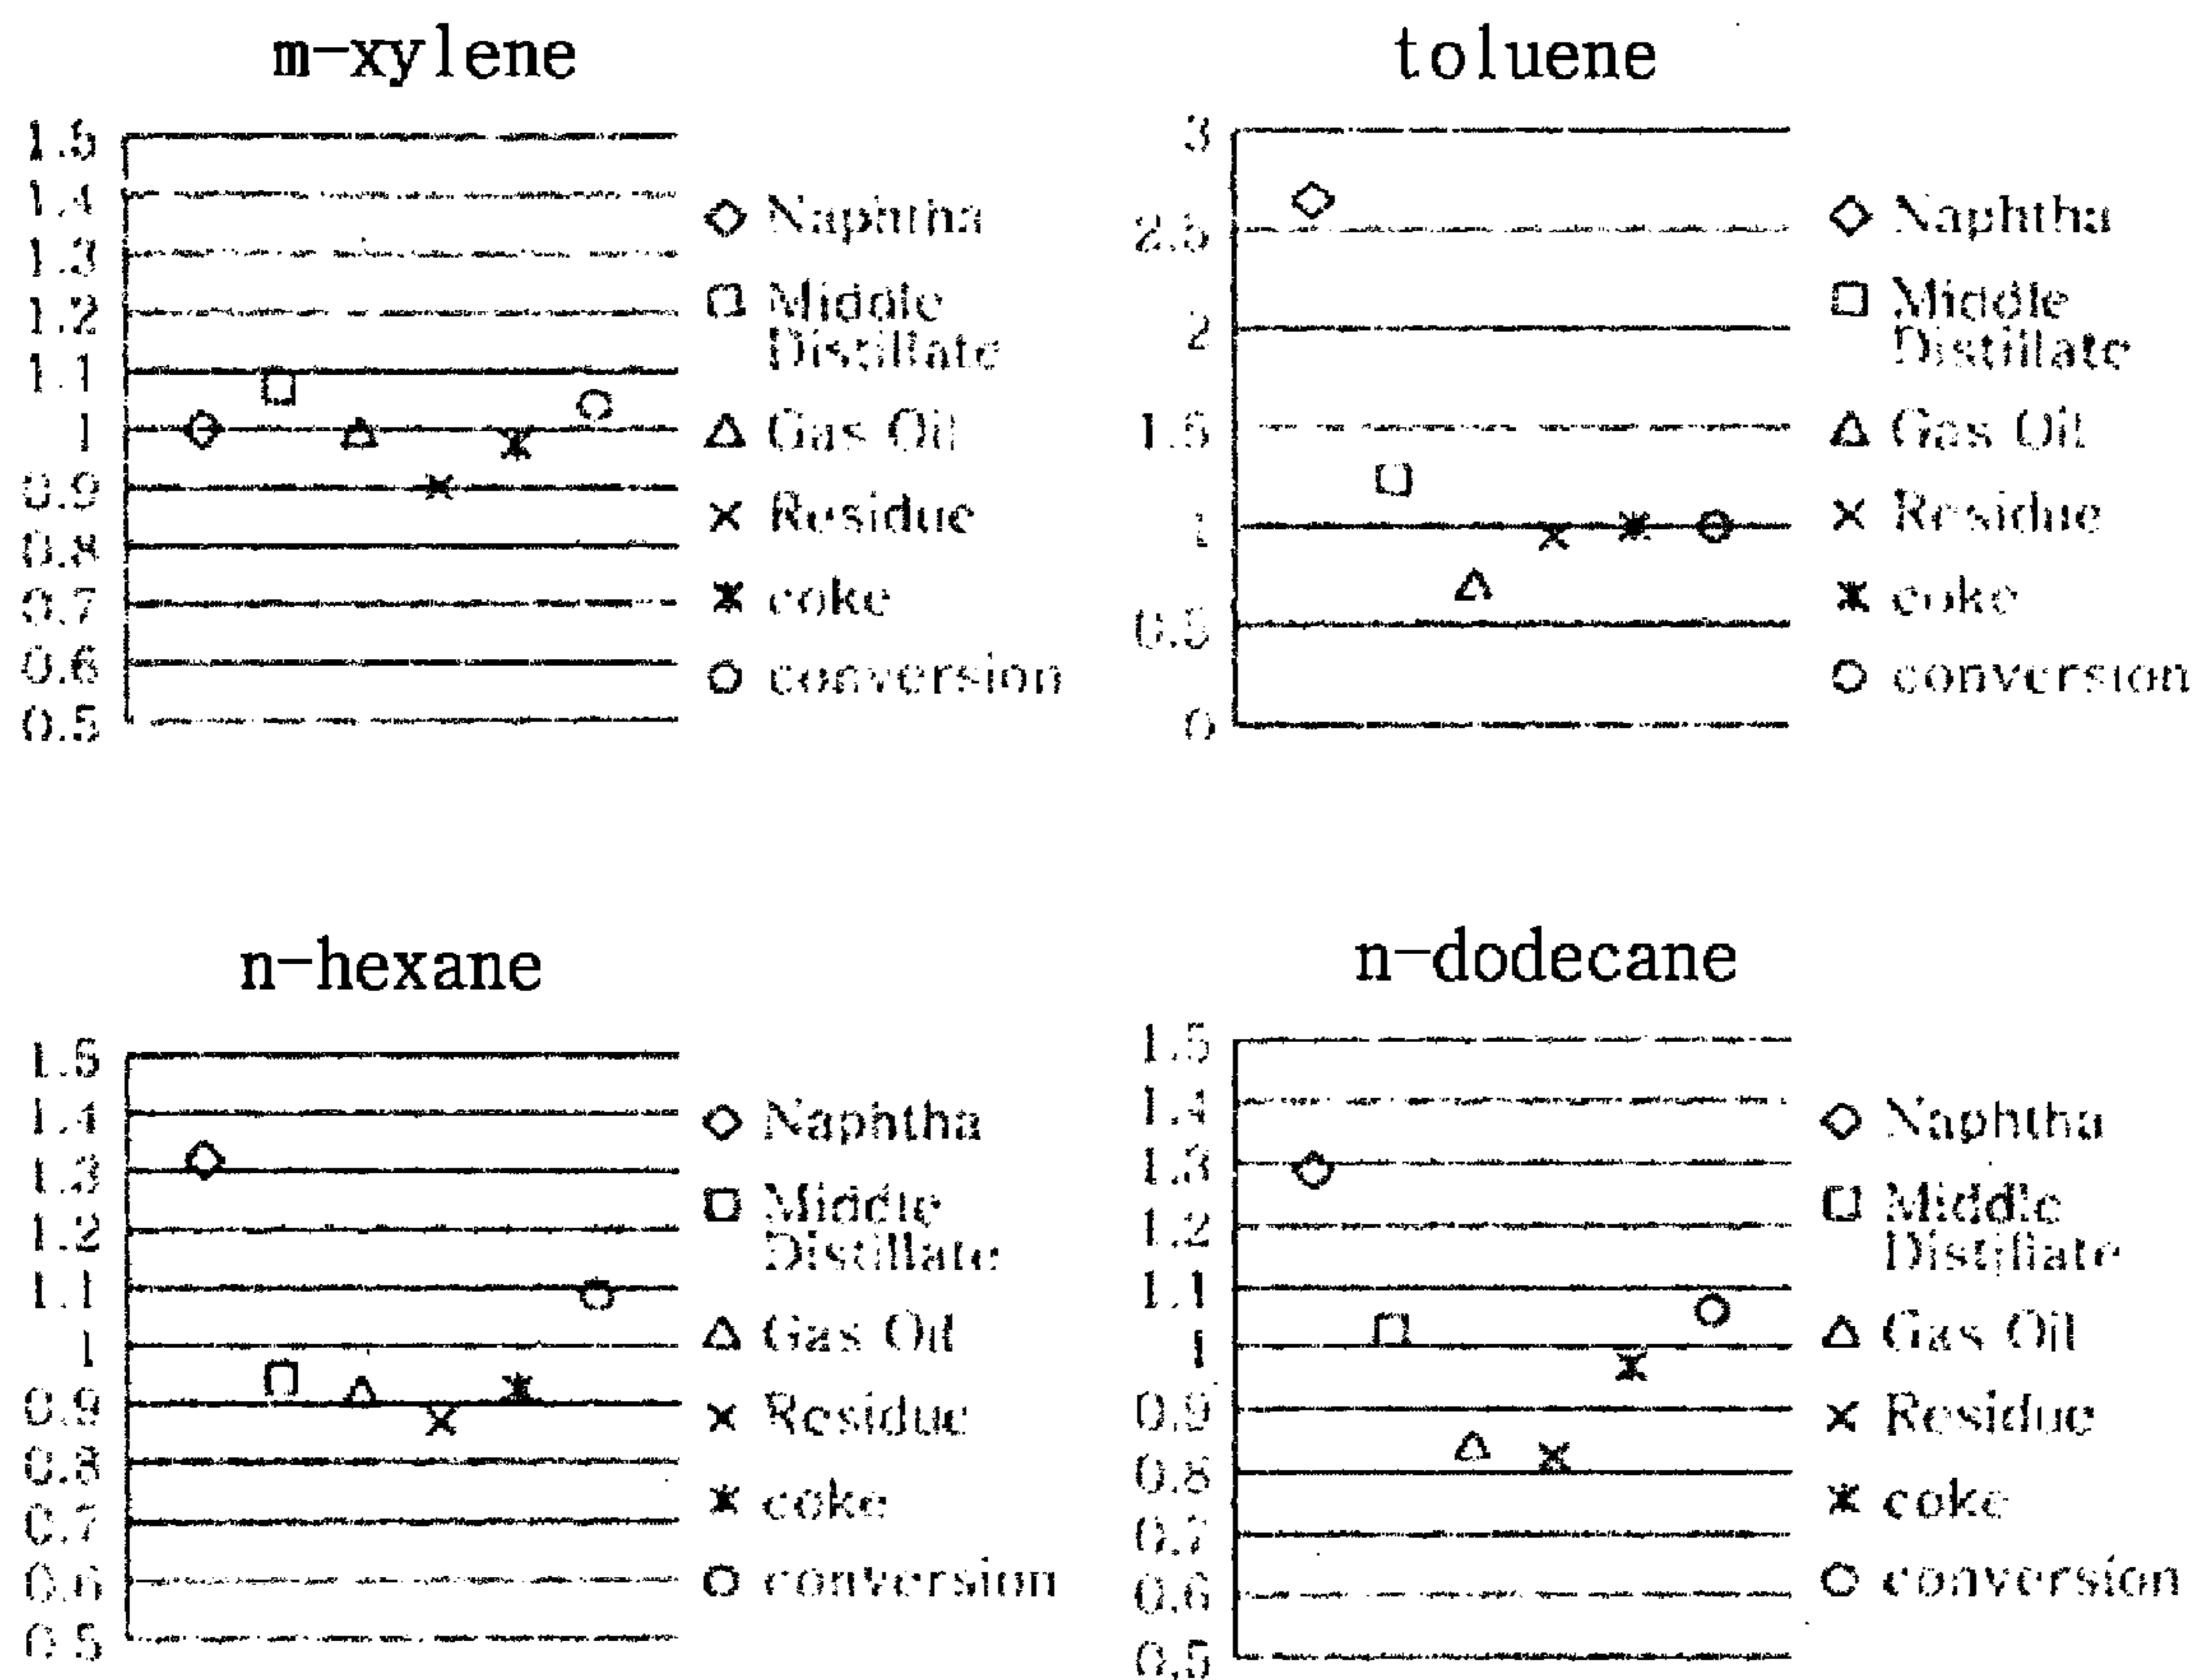 m-xylene
1.5
1.4
1.3
1.2
1.1
1
0.9
0.8
0.7
0.6
0.5
Naphtha
Middle
Distillate
Gas Oil
Residue
coke
conversion
toluene
3
2.5
2
1.5
1
0.5
0
Naphtha
Middle
Distillate
Gas Oil
Residue
coke
conversion
n-hexane
1.5
1.4
1.3
1.2
1.1
1
0.9
0.8
0.7
0.6
0.5
Naphtha
Middle
Distillate
Gas Oil
Residue
coke
conversion
n-dodecane
1.5
1.4
1.3
1.2
1.1
1
0.9
0.8
0.7
0.6
0.5
Naphtha
Middle
Distillate
Gas Oil
Residue
coke
conversion